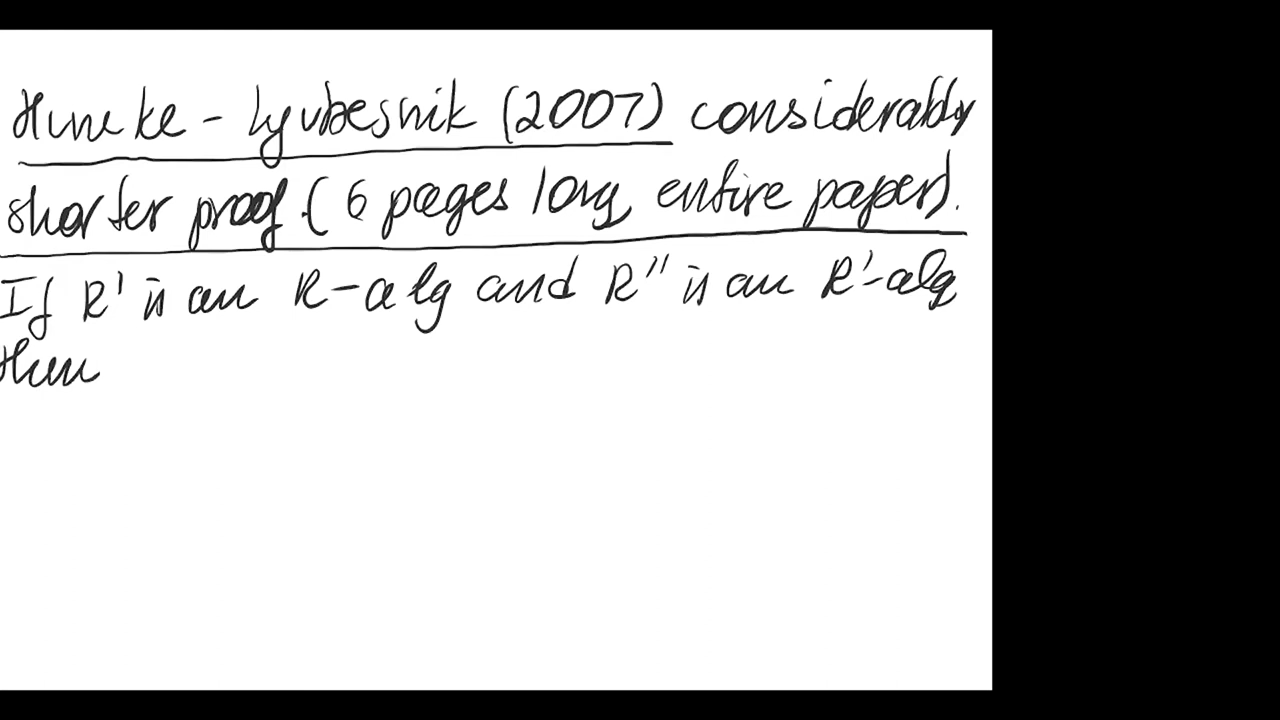 Huneke - Lyubesnik (2007) considerably
shorter proof (6 pages long entire paper).
If R' is an R-alg and R'' is an R'-alg
then